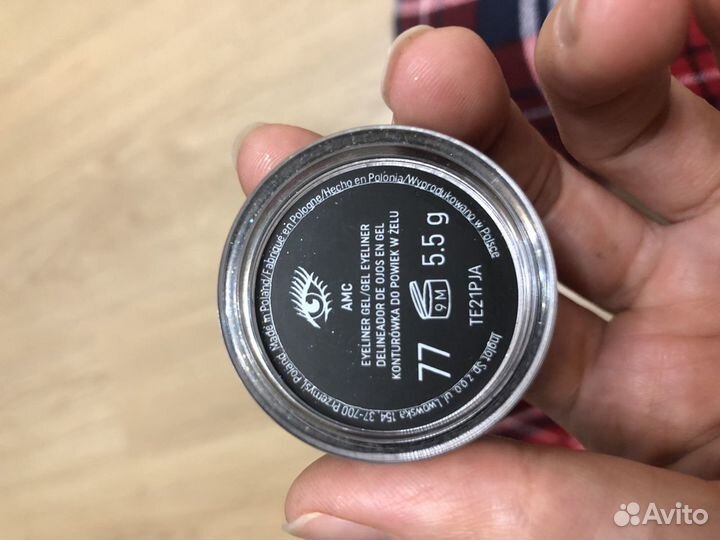 Inglot Sp. z o.o. ul. Lwowska 154, 37-700 Przemyśl, Poland Made in Poland/Fabriqué en Pologne/Hecho en Polonia/Wyprodukowano w Polsce
AMC
EYELINER GEL/GEL EYELINER
DELINEADOR DE OJOS EN GEL
KONTURÓWKA DO POWIEK W ŻELU
77 9M 5.5 g
TE21PJA
Avito